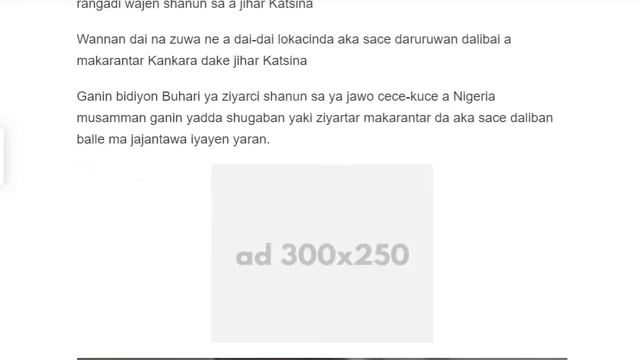 rangadi wajen shanun sa a jihar Katsina
Wannan dai na zuwa ne a dai-dai lokacinda aka sace daruruwan dalibai a
makarantar Kankara dake jihar Katsina
Ganin bidiyon Buhari ya ziyarci shanun sa ya jawo cece-kuce a Nigeria
musamman ganin yadda shugaban yaki ziyartar makarantar da aka sace daliban
balle ma jajantawa iyayen yaran.
ad 300x250